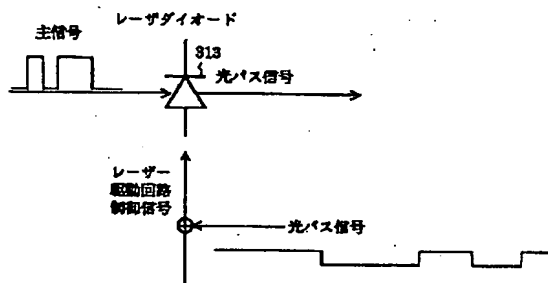 レーザダイオード
主信号
313
光パス信号
レーザー
駆動回路
制御信号
光パス信号